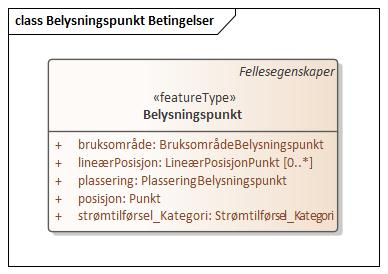 class Belysningspunkt Betingelser
Fellesegenskaper
«featureType»
Belysningspunkt
+ bruksområde: BruksområdeBelysningspunkt
+ lineærPosisjon: LineærPosisjonPunkt [0..*]
+ plassering: PlasseringBelysningspunkt
+ posisjon: Punkt
+ strømtilførsel_Kategori: Strømtilførsel_Kategori